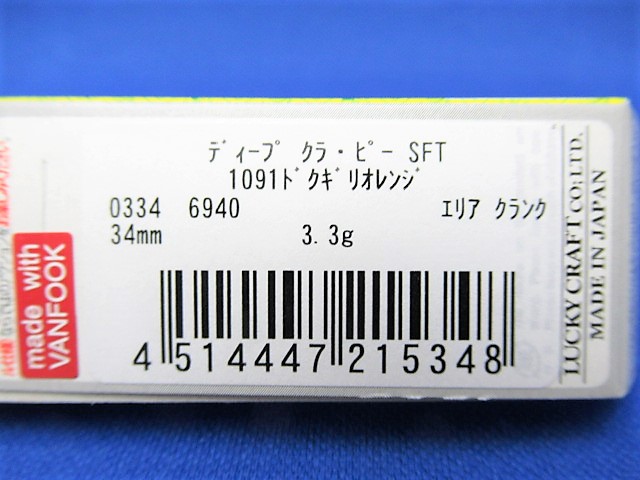 ディープ クラ・ピー SFT
1091ドクギリオレンジ
0334 6940 エリア クランク
34mm 3.3g
4 514447 215348
made with
VANFOOK
LUCKY CRAFT CO.,LTD.
MADE IN JAPAN